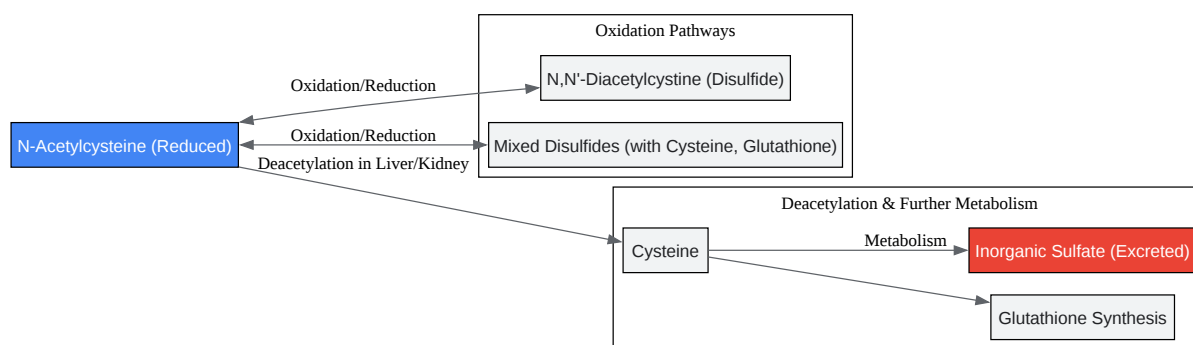 Oxidation Pathways
N,N'-Diacetylcystine (Disulfide)
Oxidation/Reduction
N-Acetylcysteine (Reduced)
Oxidation/Reduction
Mixed Disulfides (with Cysteine, Glutathione)
Deacetylation in Liver/Kidney
Deacetylation & Further Metabolism
Cysteine
Metabolism
Inorganic Sulfate (Excreted)
Glutathione Synthesis